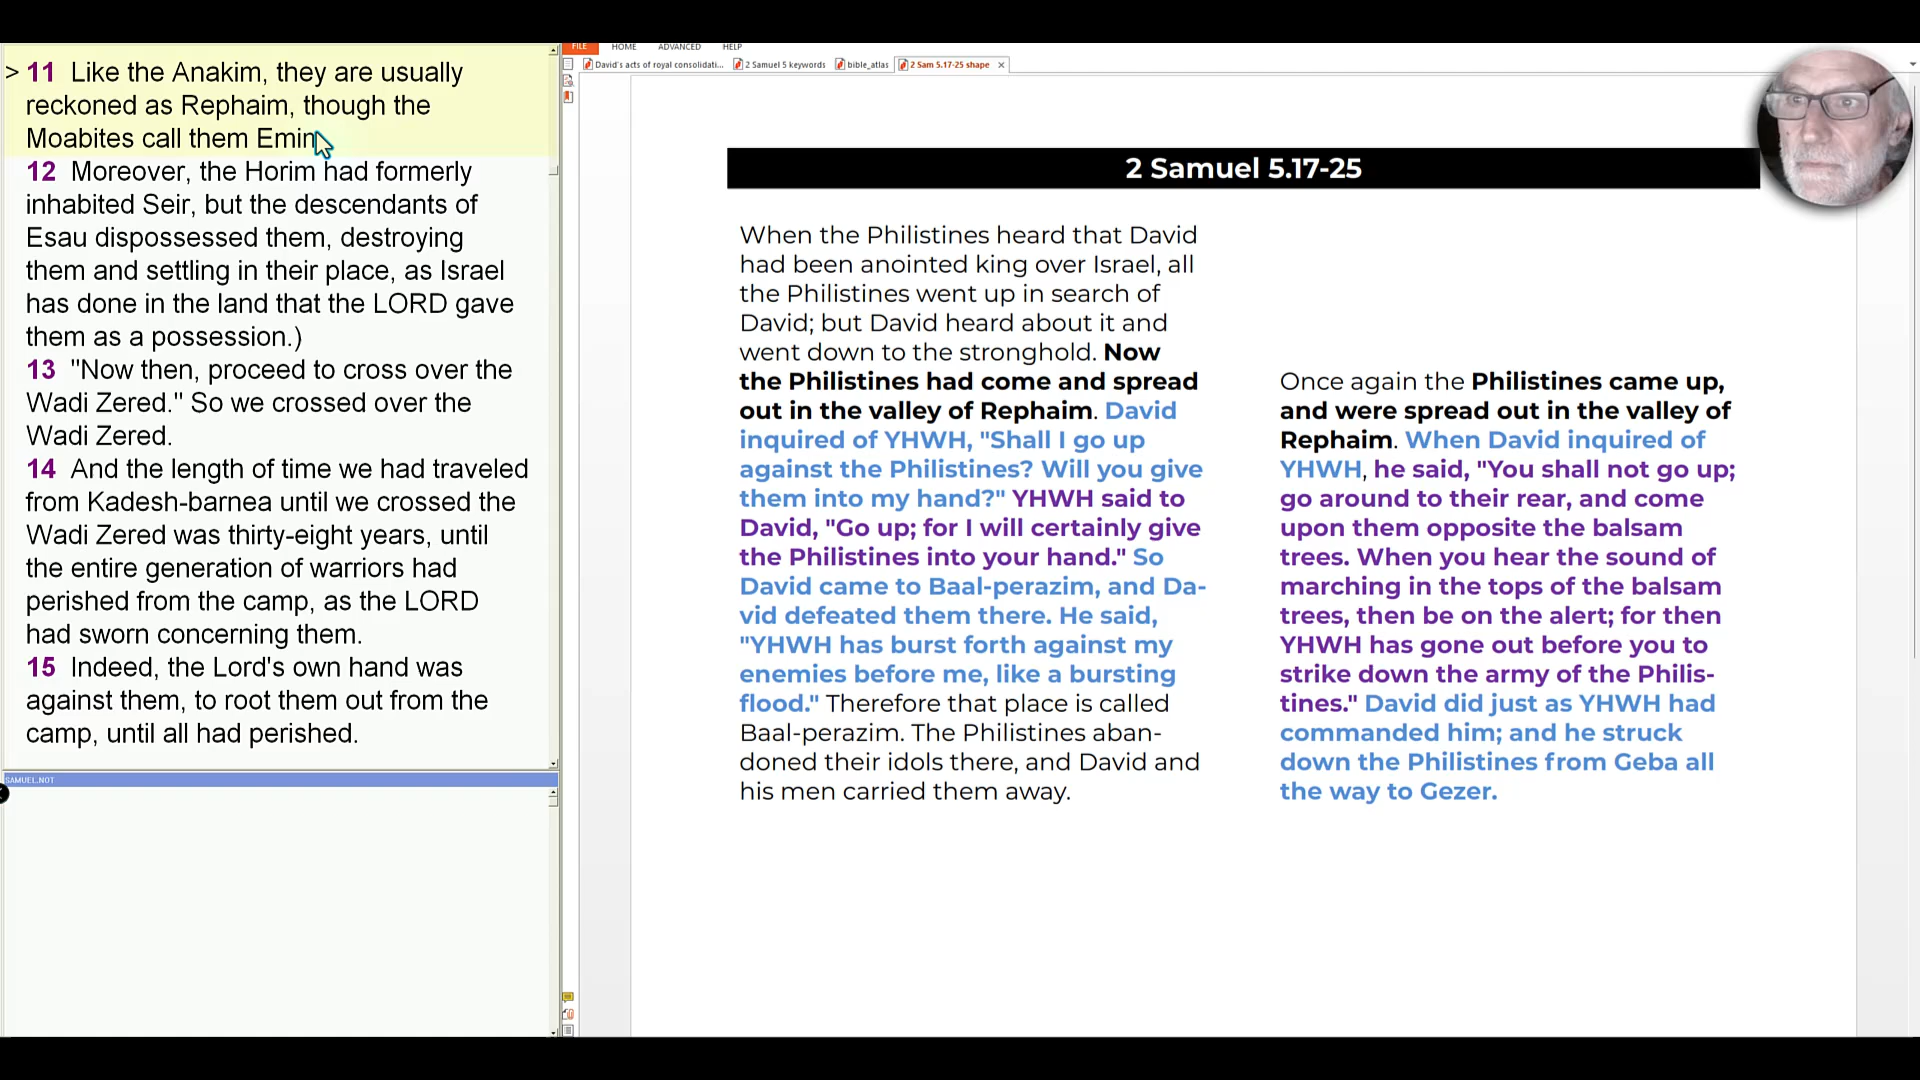 > 11 Like the Anakim, they are usually
reckoned as Rephaim, though the
Moabites call them Emim
12 Moreover, the Horim had formerly
inhabited Seir, but the descendants of
Esau dispossessed them, destroying
them and settling in their place, as Israel
has done in the land that the LORD gave
them as a possession.)
13 "Now then, proceed to cross over the
Wadi Zered." So we crossed over the
Wadi Zered.
14 And the length of time we had traveled
from Kadesh-barnea until we crossed the
Wadi Zered was thirty-eight years, until
the entire generation of warriors had
perished from the camp, as the LORD
had sworn concerning them.
15 Indeed, the Lord's own hand was
against them, to root them out from the
camp, until all had perished.
SAMUEL.NOT
FILE HOME ADVANCED HELP
David's acts of royal consolidati... 2 Samuel 5 keywords bible_atlas 2 Sam 5.17-25 shape
2 Samuel 5.17-25
When the Philistines heard that David
had been anointed king over Israel, all
the Philistines went up in search of
David; but David heard about it and
went down to the stronghold. Now
the Philistines had come and spread
out in the valley of Rephaim. David
inquired of YHWH, "Shall I go up
against the Philistines? Will you give
them into my hand?" YHWH said to
David, "Go up; for I will certainly give
the Philistines into your hand." So
David came to Baal-perazim, and Da-
vid defeated them there. He said,
"YHWH has burst forth against my
enemies before me, like a bursting
flood." Therefore that place is called
Baal-perazim. The Philistines aban-
doned their idols there, and David and
his men carried them away.
Once again the Philistines came up,
and were spread out in the valley of
Rephaim. When David inquired of
YHWH, he said, "You shall not go up;
go around to their rear, and come
upon them opposite the balsam
trees. When you hear the sound of
marching in the tops of the balsam
trees, then be on the alert; for then
YHWH has gone out before you to
strike down the army of the Philis-
tines." David did just as YHWH had
commanded him; and he struck
down the Philistines from Geba all
the way to Gezer.